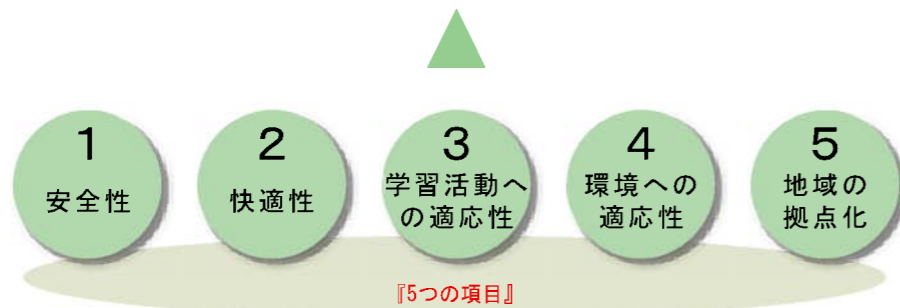 1
安全性
2
快適性
3
学習活動へ
の適応性
4
環境への
適応性
5
地域の
拠点化
『5つの項目』